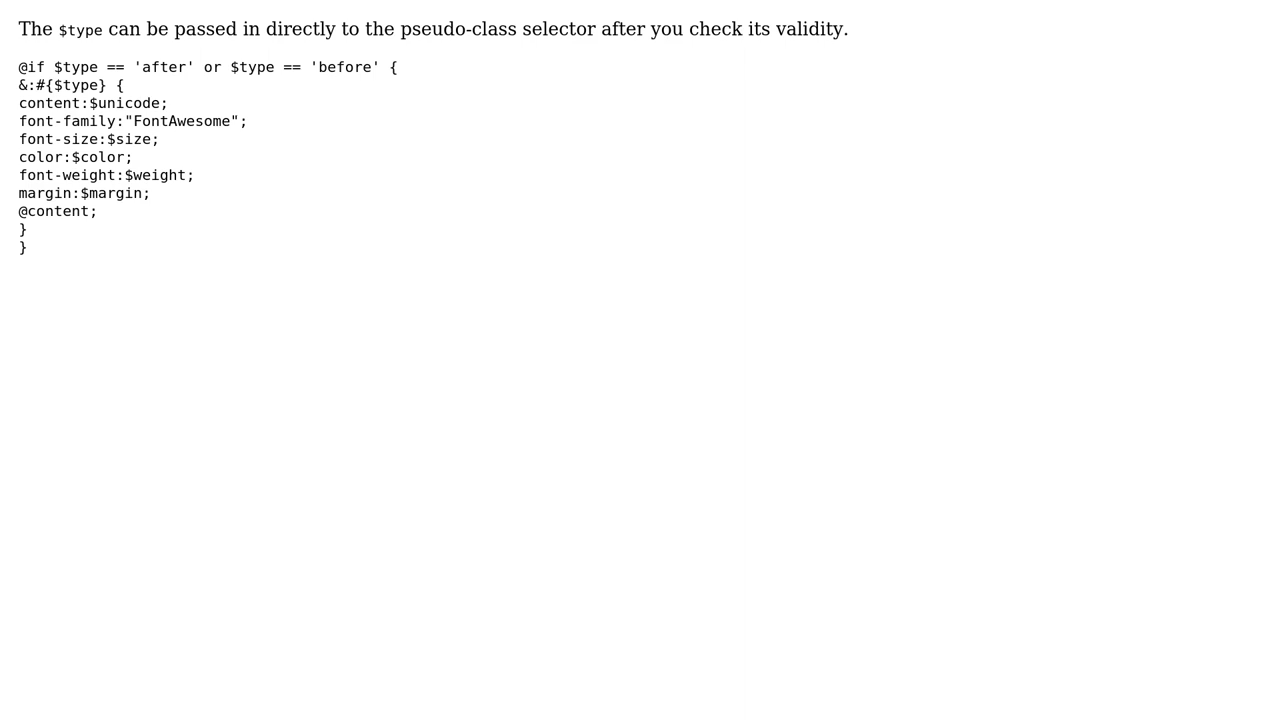 The $type can be passed in directly to the pseudo-class selector after you check its validity.
@if $type == 'after' or $type == 'before' {
&:#{$type} {
content:$unicode;
font-family:"FontAwesome";
font-size:$size;
color:$color;
font-weight:$weight;
margin:$margin;
@content;
}
}